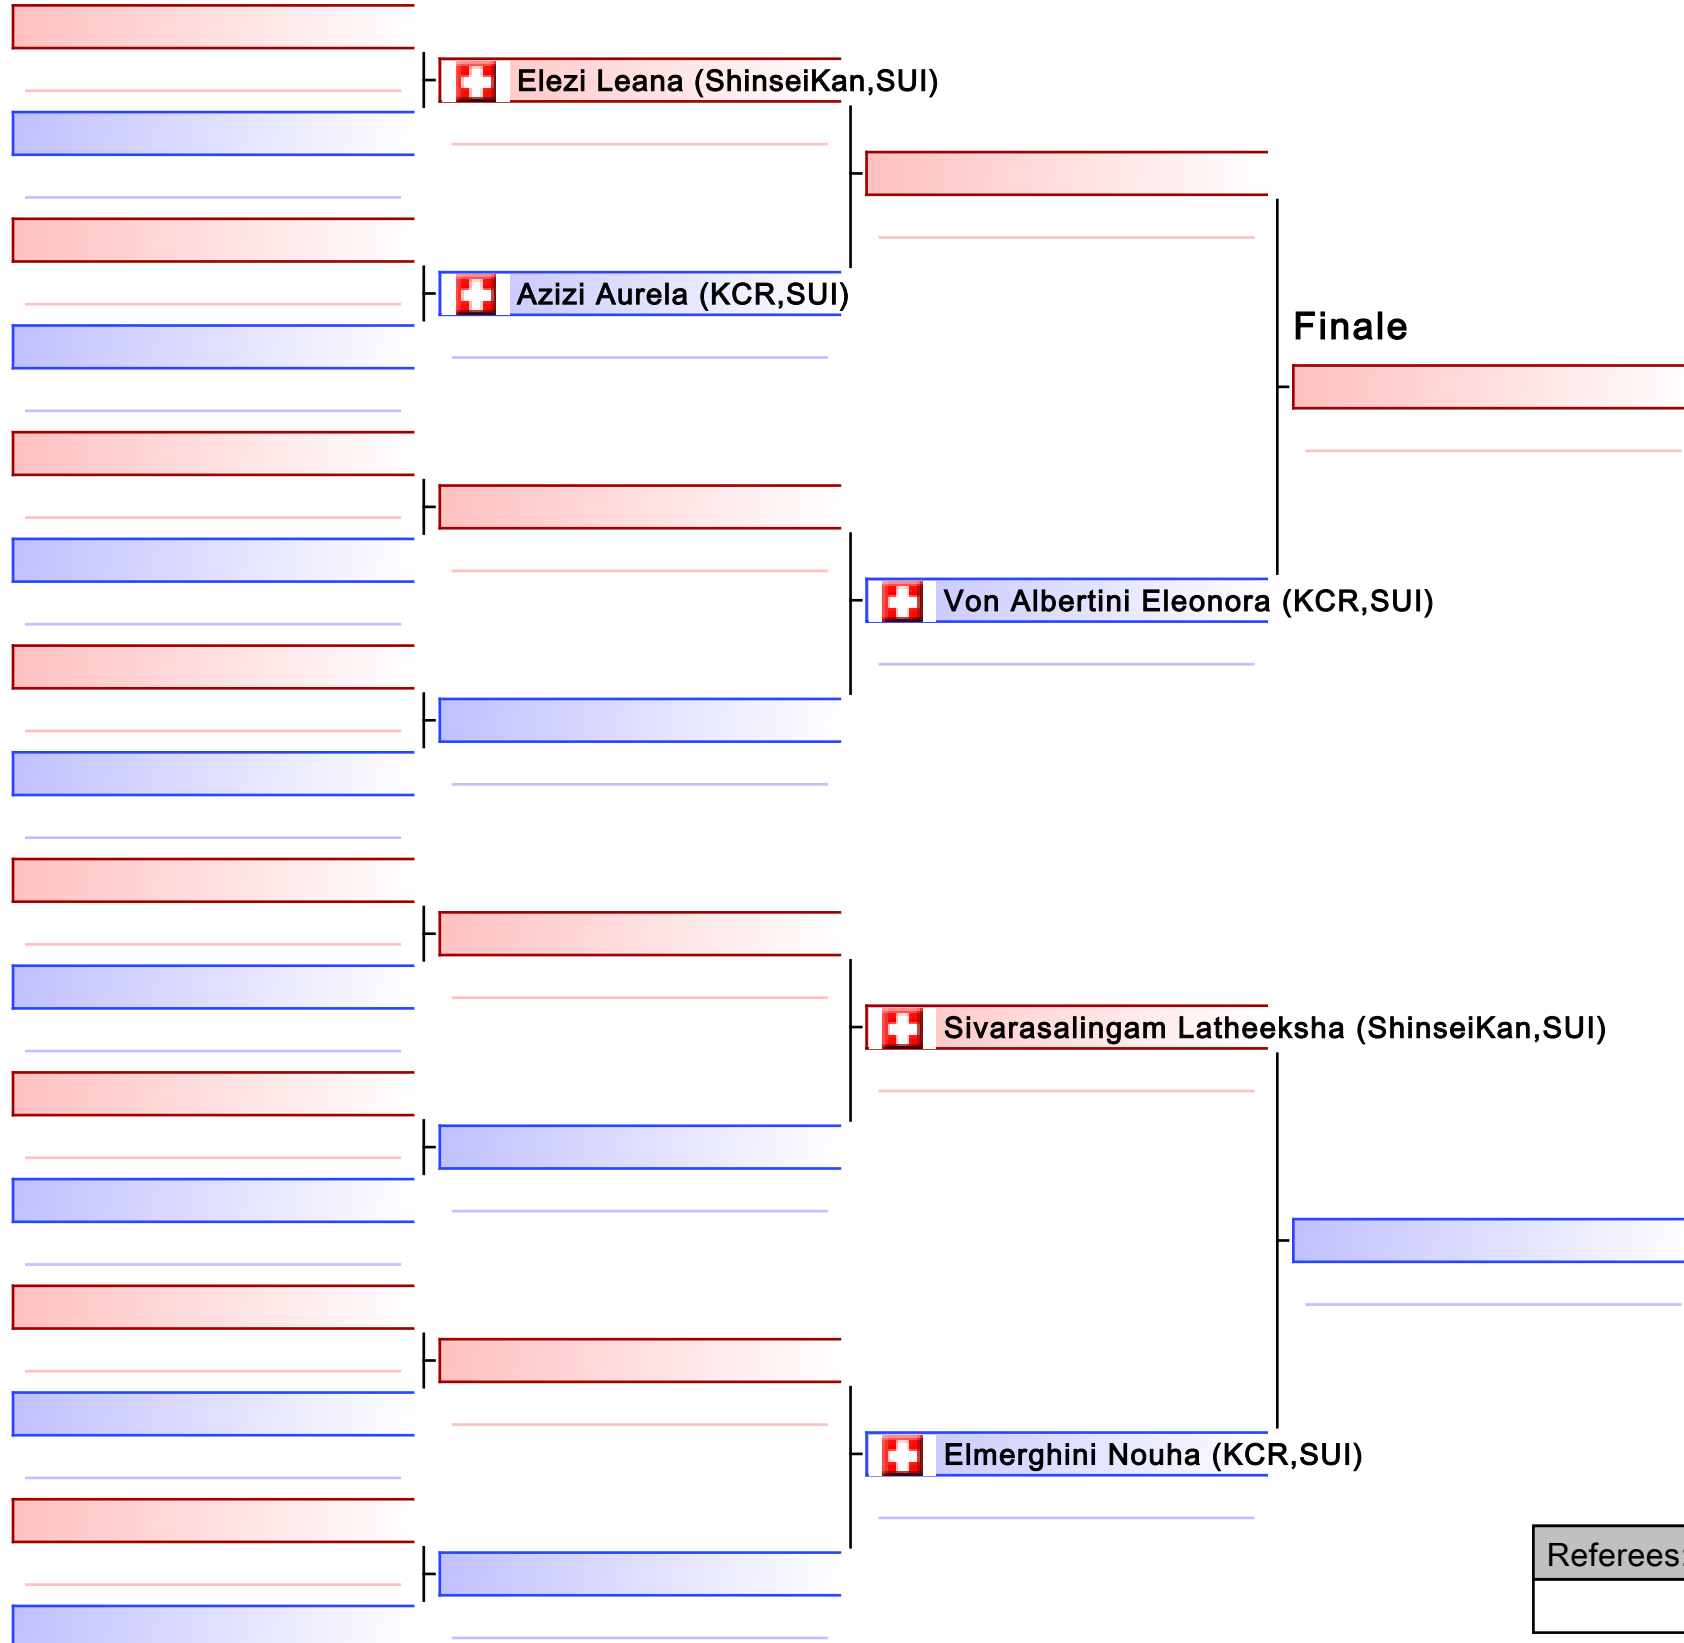 Elezi Leana (ShinseiKan,SUI)
Azizi Aurela (KCR,SUI)
Finale
Von Albertini Eleonora (KCR,SUI)
Sivarasalingam Latheeksha (ShinseiKan,SUI)
Elmerghini Nouha (KCR,SUI)
Referees: